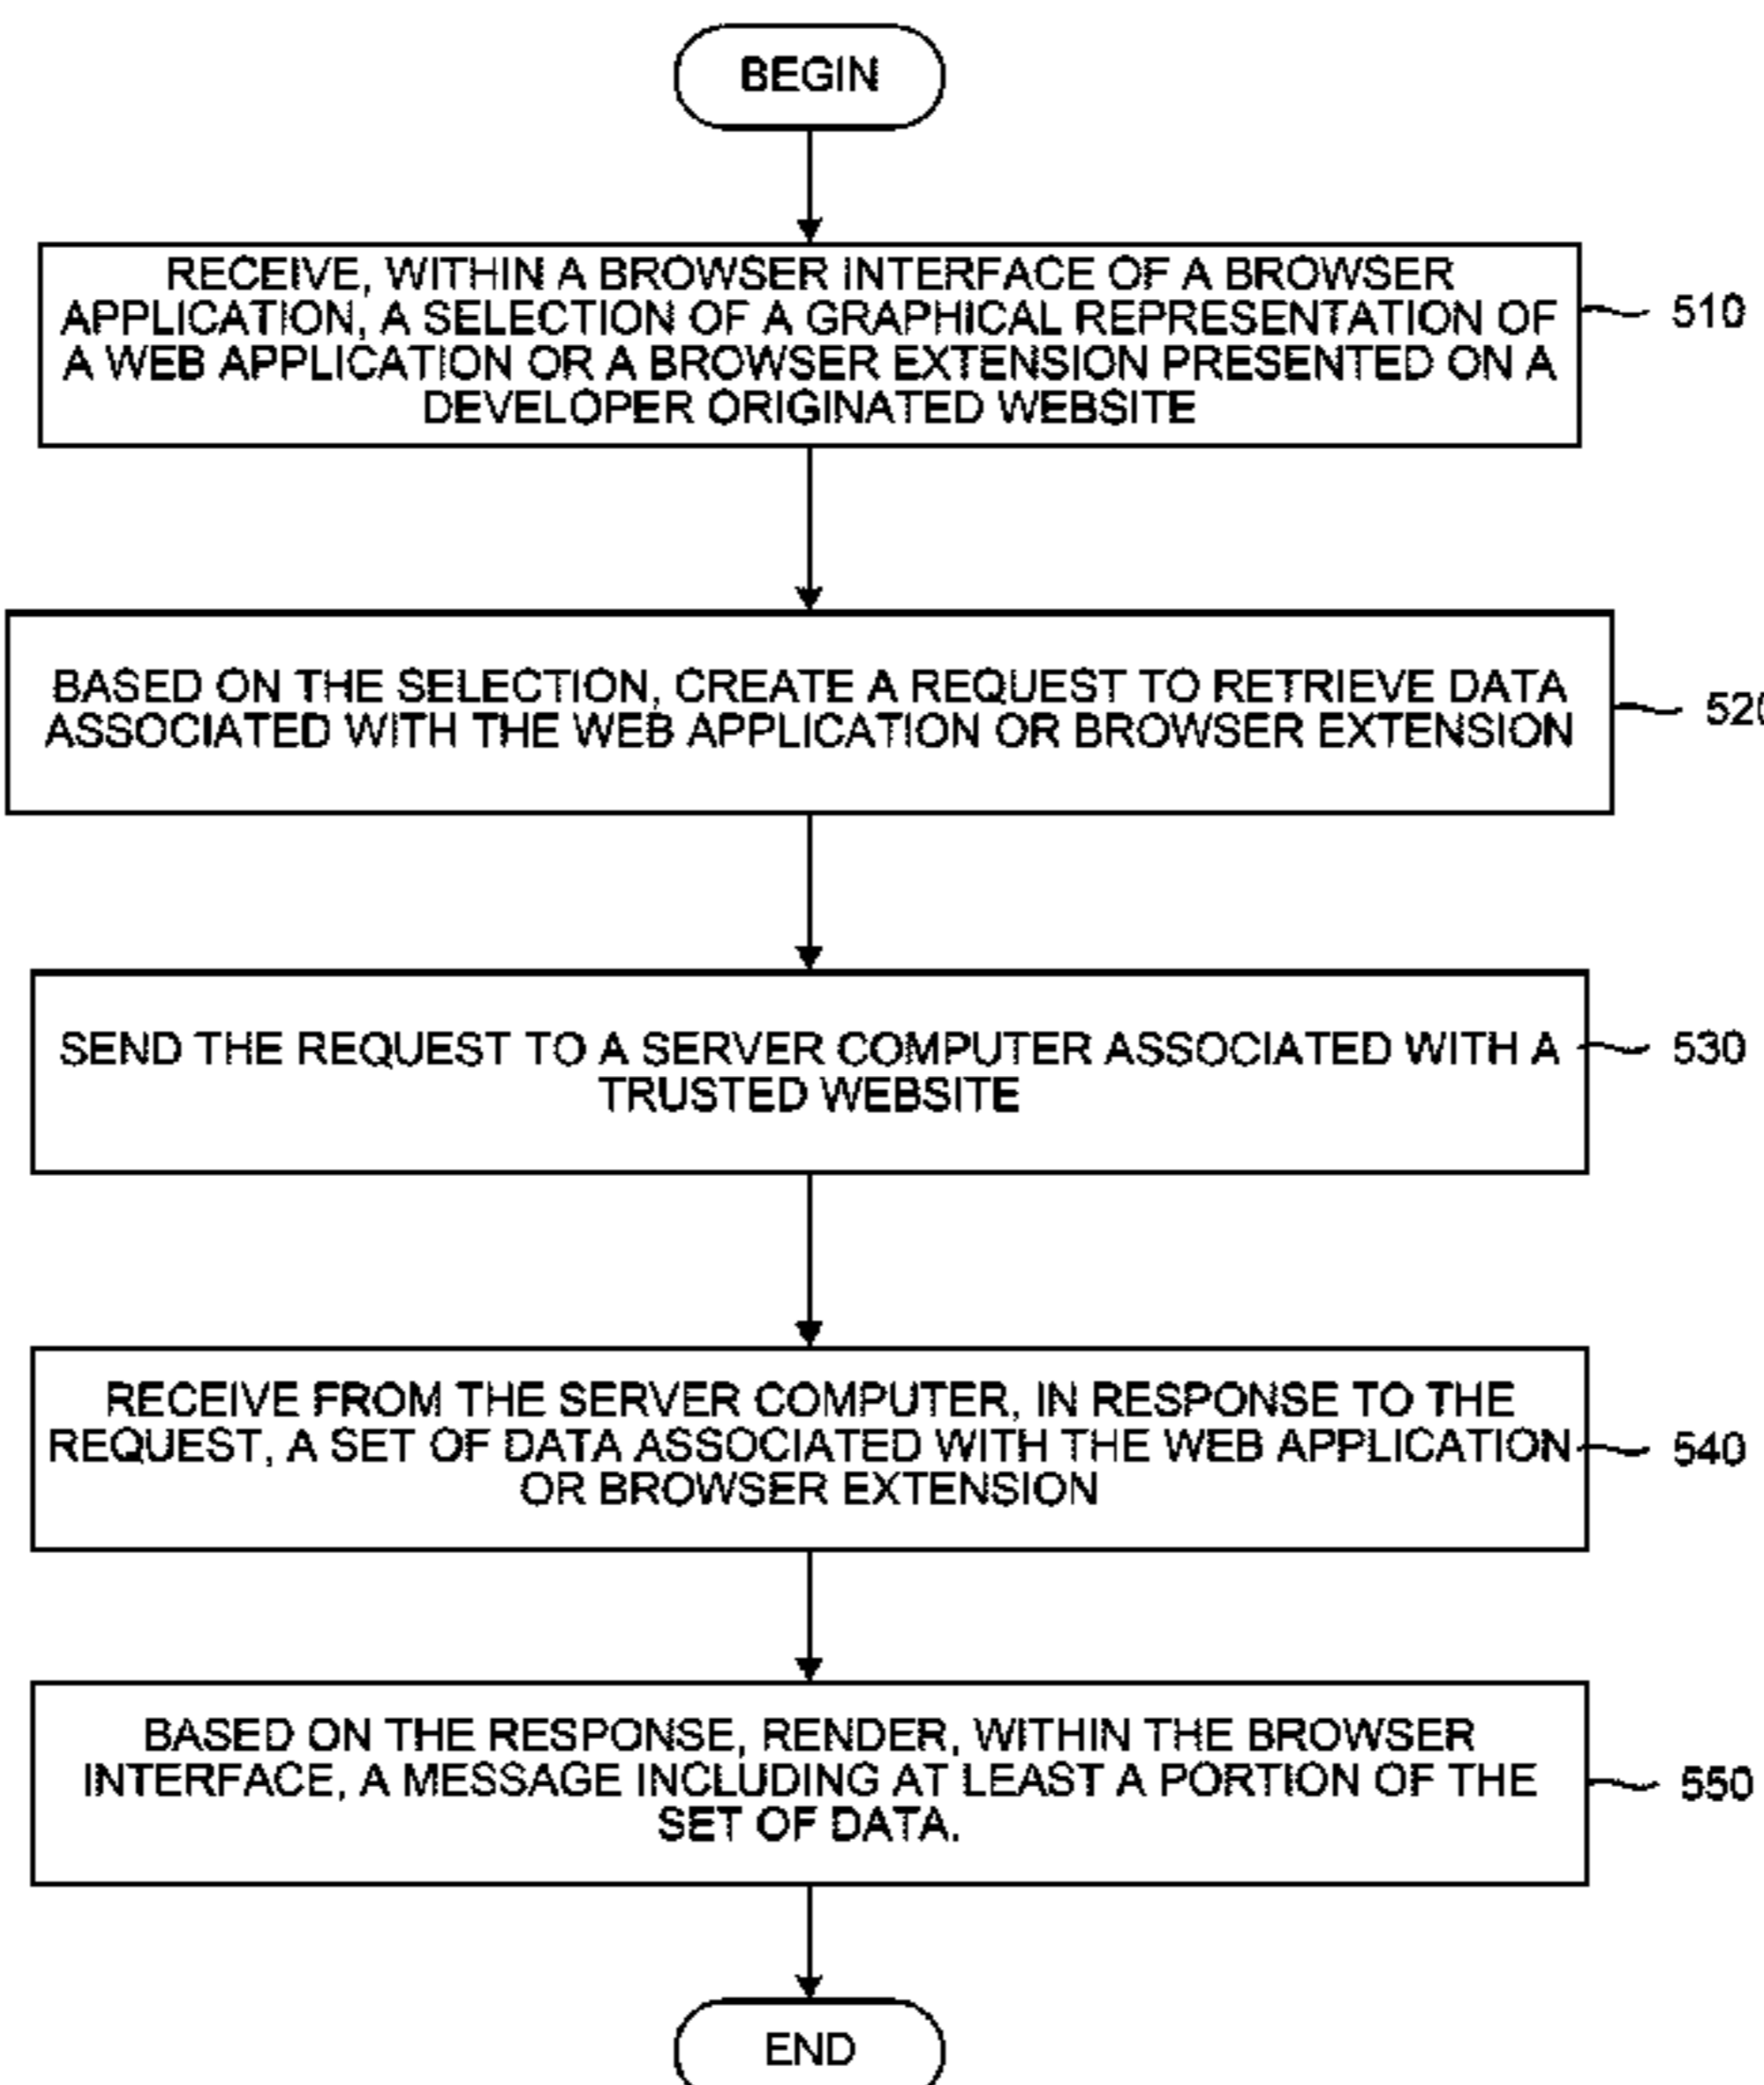 BEGIN
RECEIVE, WITHIN A BROWSER INTERFACE OF A BROWSER
APPLICATION, A SELECTION OF A GRAPHICAL REPRESENTATION OF
A WEB APPLICATION OR A BROWSER EXTENSION PRESENTED ON A
DEVELOPER ORIGINATED WEBSITE
510
BASED ON THE SELECTION, CREATE A REQUEST TO RETRIEVE DATA
ASSOCIATED WITH THE WEB APPLICATION OR BROWSER EXTENSION
520
SEND THE REQUEST TO A SERVER COMPUTER ASSOCIATED WITH A
TRUSTED WEBSITE
530
RECEIVE FROM THE SERVER COMPUTER, IN RESPONSE TO THE
REQUEST, A SET OF DATA ASSOCIATED WITH THE WEB APPLICATION
OR BROWSER EXTENSION
540
BASED ON THE RESPONSE, RENDER, WITHIN THE BROWSER
INTERFACE, A MESSAGE INCLUDING AT LEAST A PORTION OF THE
SET OF DATA.
550
END